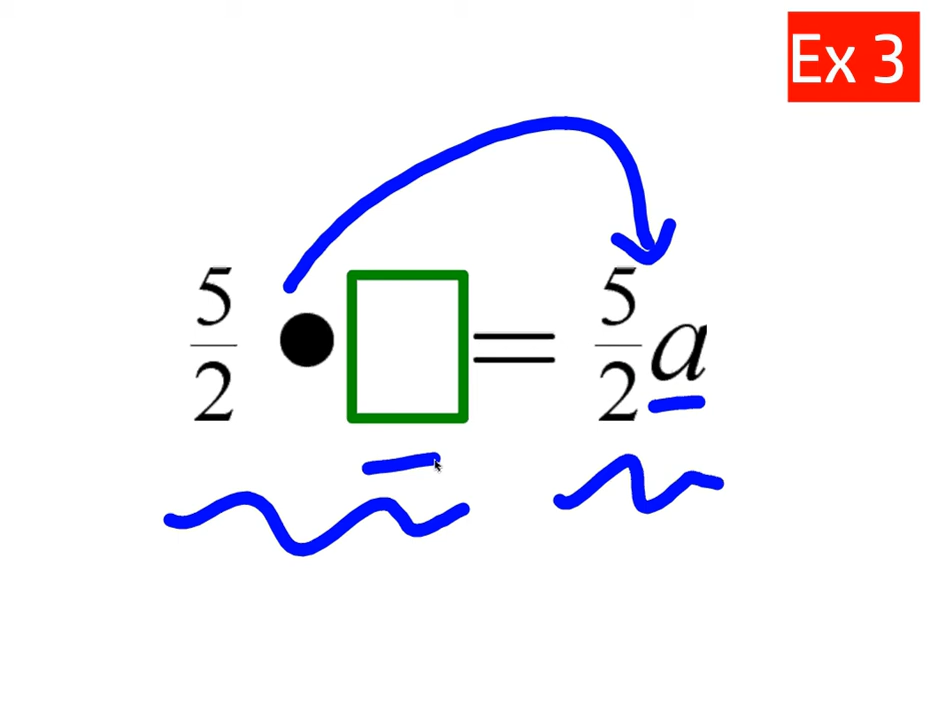 Ex 3
5/2 • □ = 5/2 a